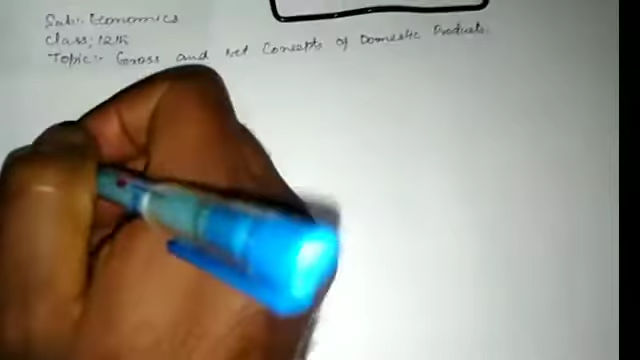 Sub:- Economics
Class; 12th
Topic:- Gross and net Concepts of Domestic Products.